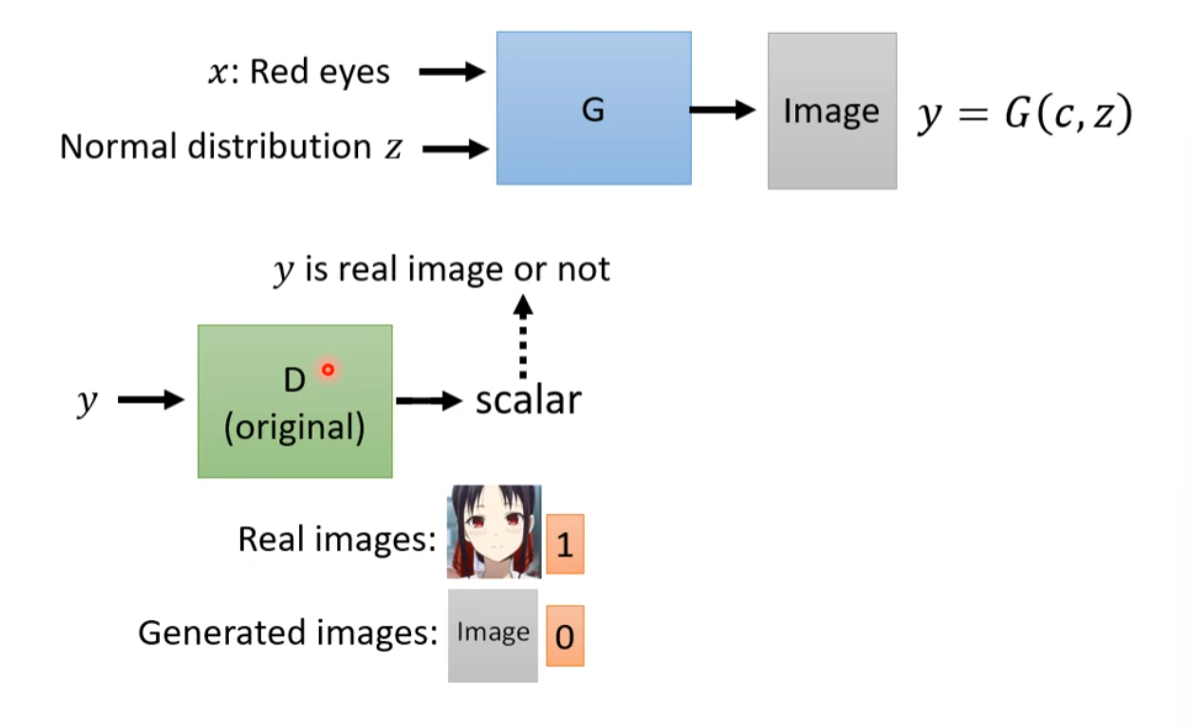 x: Red eyes
Normal distribution z
G
Image
y = G(c, z)
y is real image or not
y
D
(original)
scalar
Real images:
1
Generated images:
Image
0